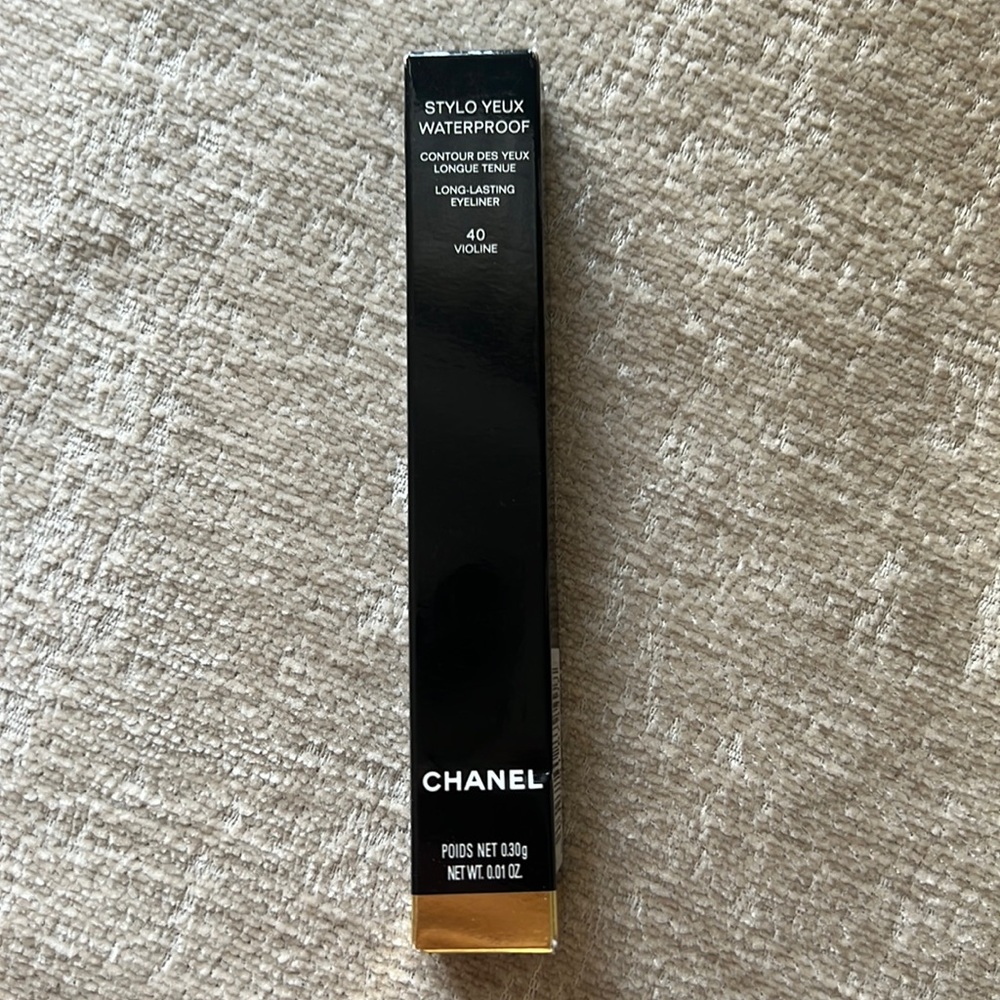 STYLO YEUX
WATERPROOF
CONTOUR DES YEUX
LONGUE TENUE
LONG-LASTING
EYELINER
40
VIOLINE
CHANEL
POIDS NET 0.30g
NET WT. 0.01 OZ.